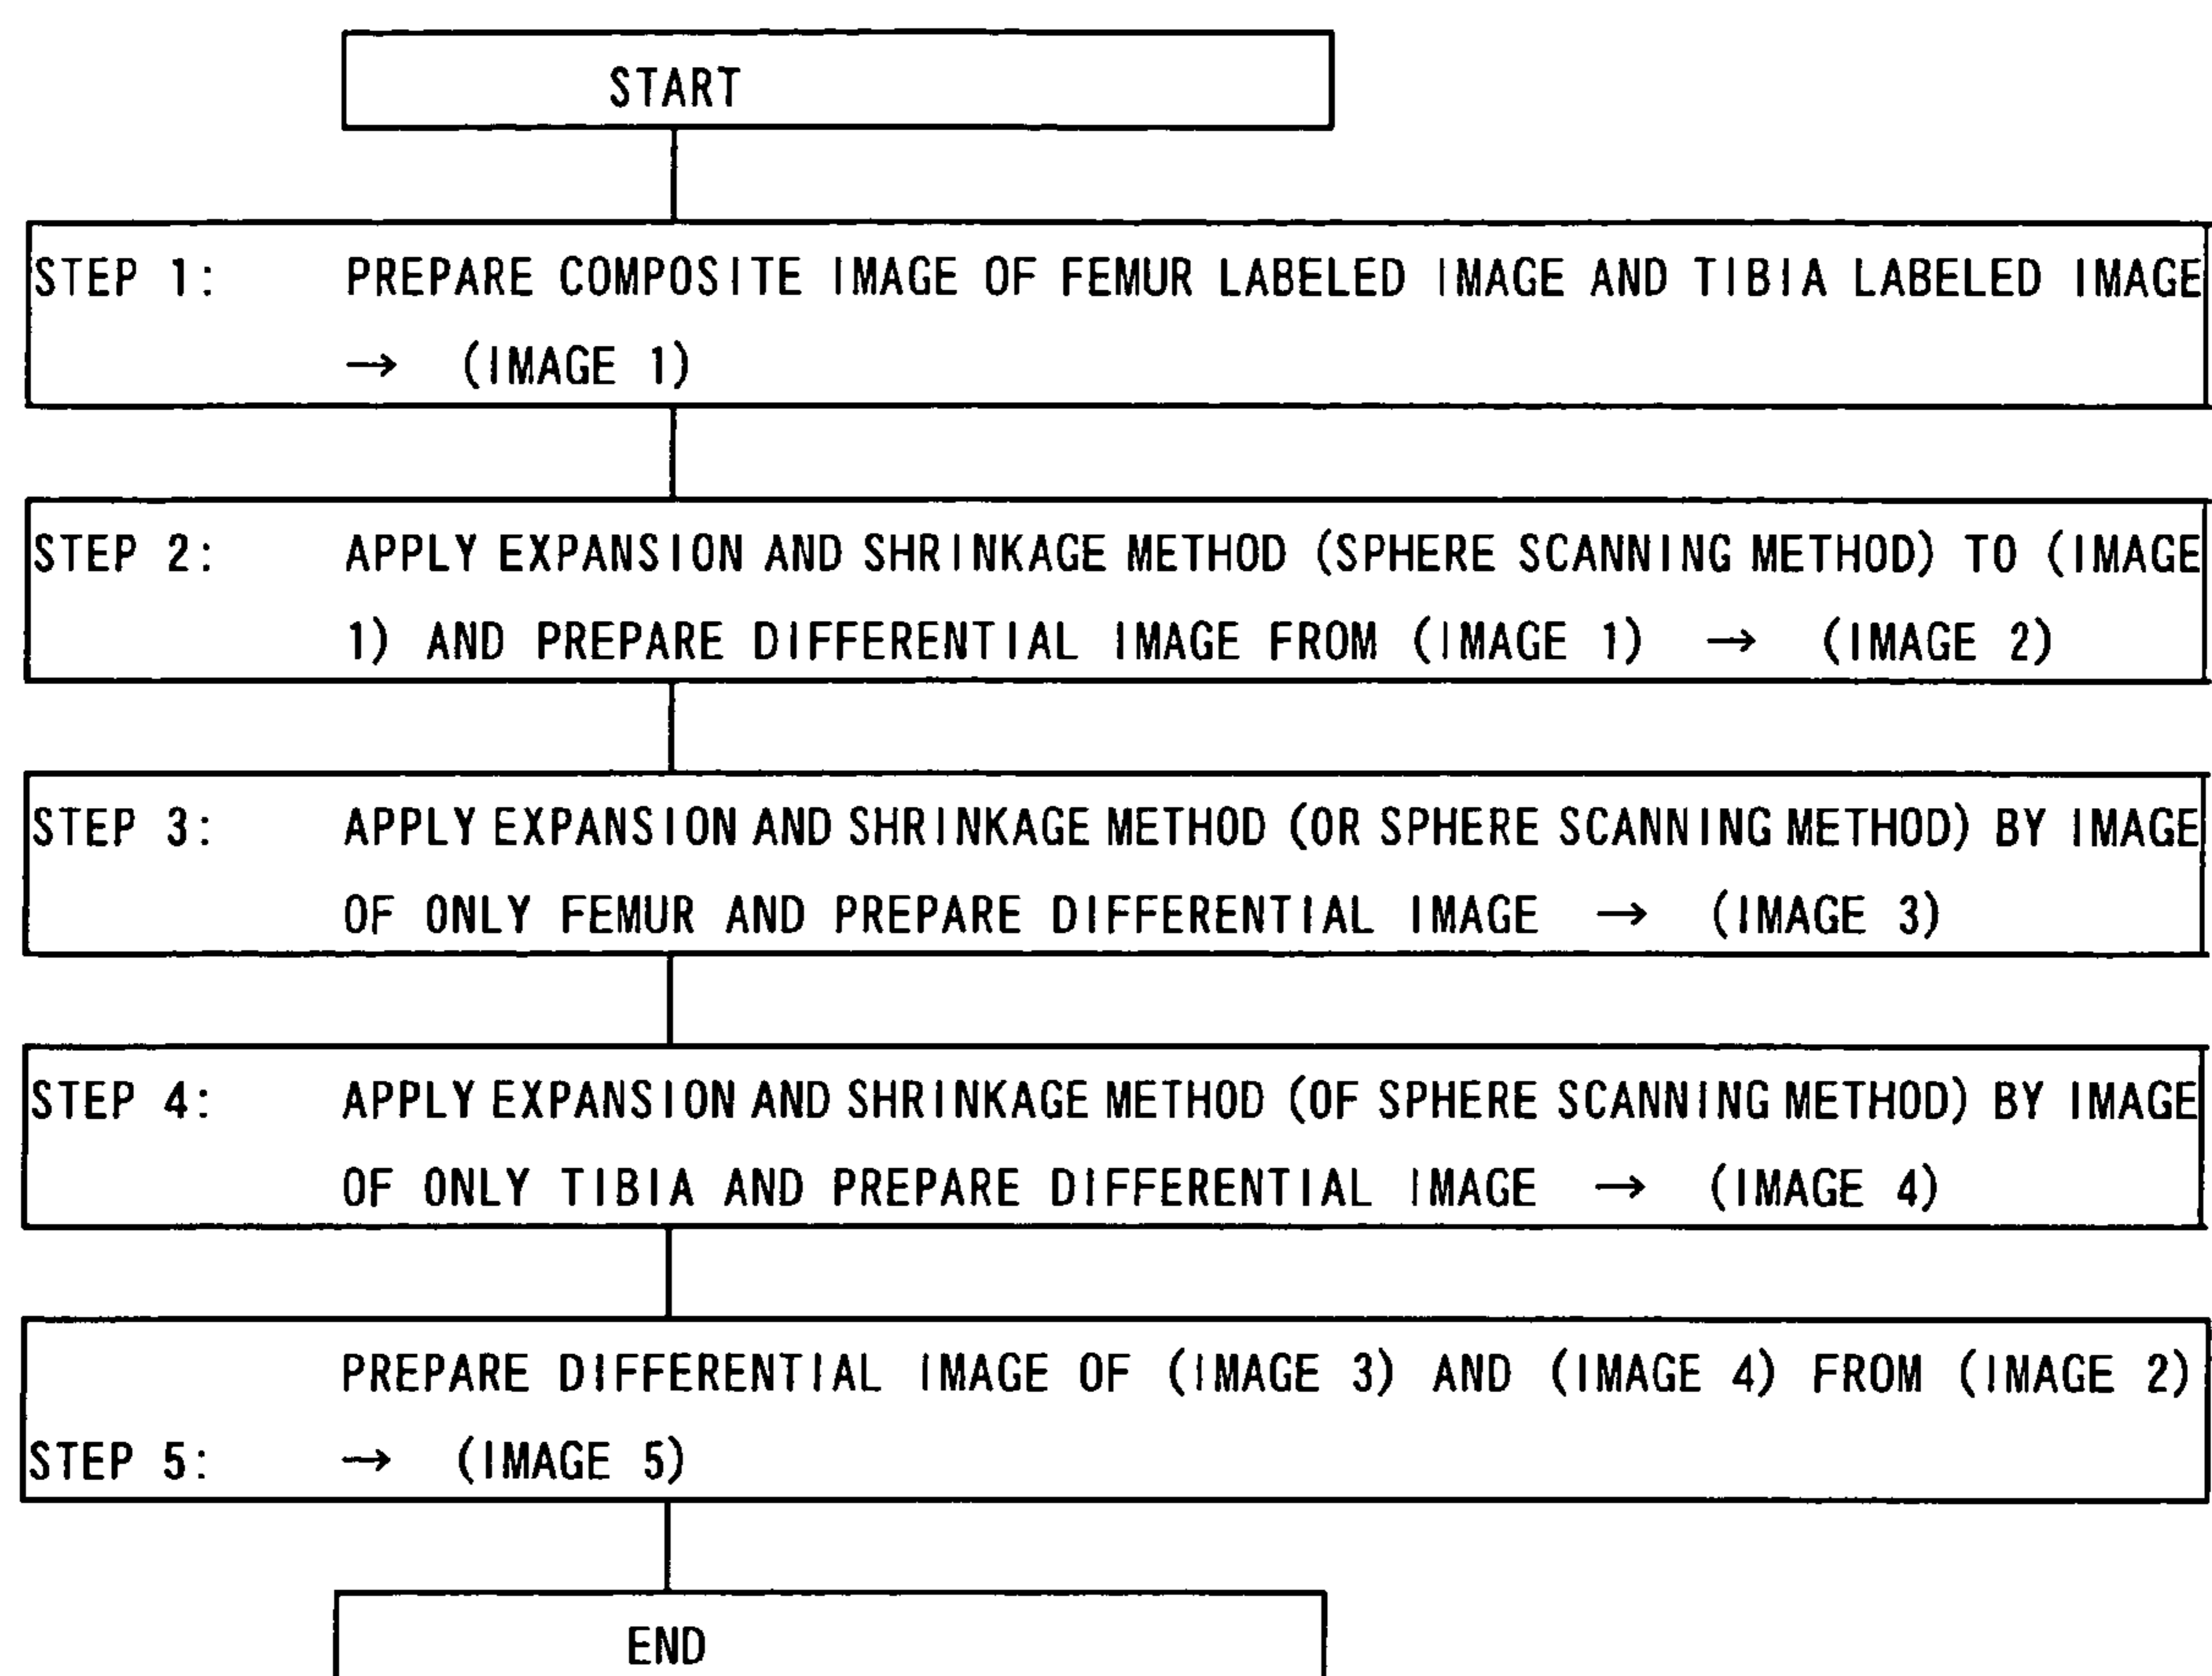 START
STEP 1: PREPARE COMPOSITE IMAGE OF FEMUR LABELED IMAGE AND TIBIA LABELED IMAGE
→ (IMAGE 1)
STEP 2: APPLY EXPANSION AND SHRINKAGE METHOD (SPHERE SCANNING METHOD) TO (IMAGE
1) AND PREPARE DIFFERENTIAL IMAGE FROM (IMAGE 1) → (IMAGE 2)
STEP 3: APPLY EXPANSION AND SHRINKAGE METHOD (OR SPHERE SCANNING METHOD) BY IMAGE
OF ONLY FEMUR AND PREPARE DIFFERENTIAL IMAGE → (IMAGE 3)
STEP 4: APPLY EXPANSION AND SHRINKAGE METHOD (OF SPHERE SCANNING METHOD) BY IMAGE
OF ONLY TIBIA AND PREPARE DIFFERENTIAL IMAGE → (IMAGE 4)
PREPARE DIFFERENTIAL IMAGE OF (IMAGE 3) AND (IMAGE 4) FROM (IMAGE 2)
STEP 5: → (IMAGE 5)
END